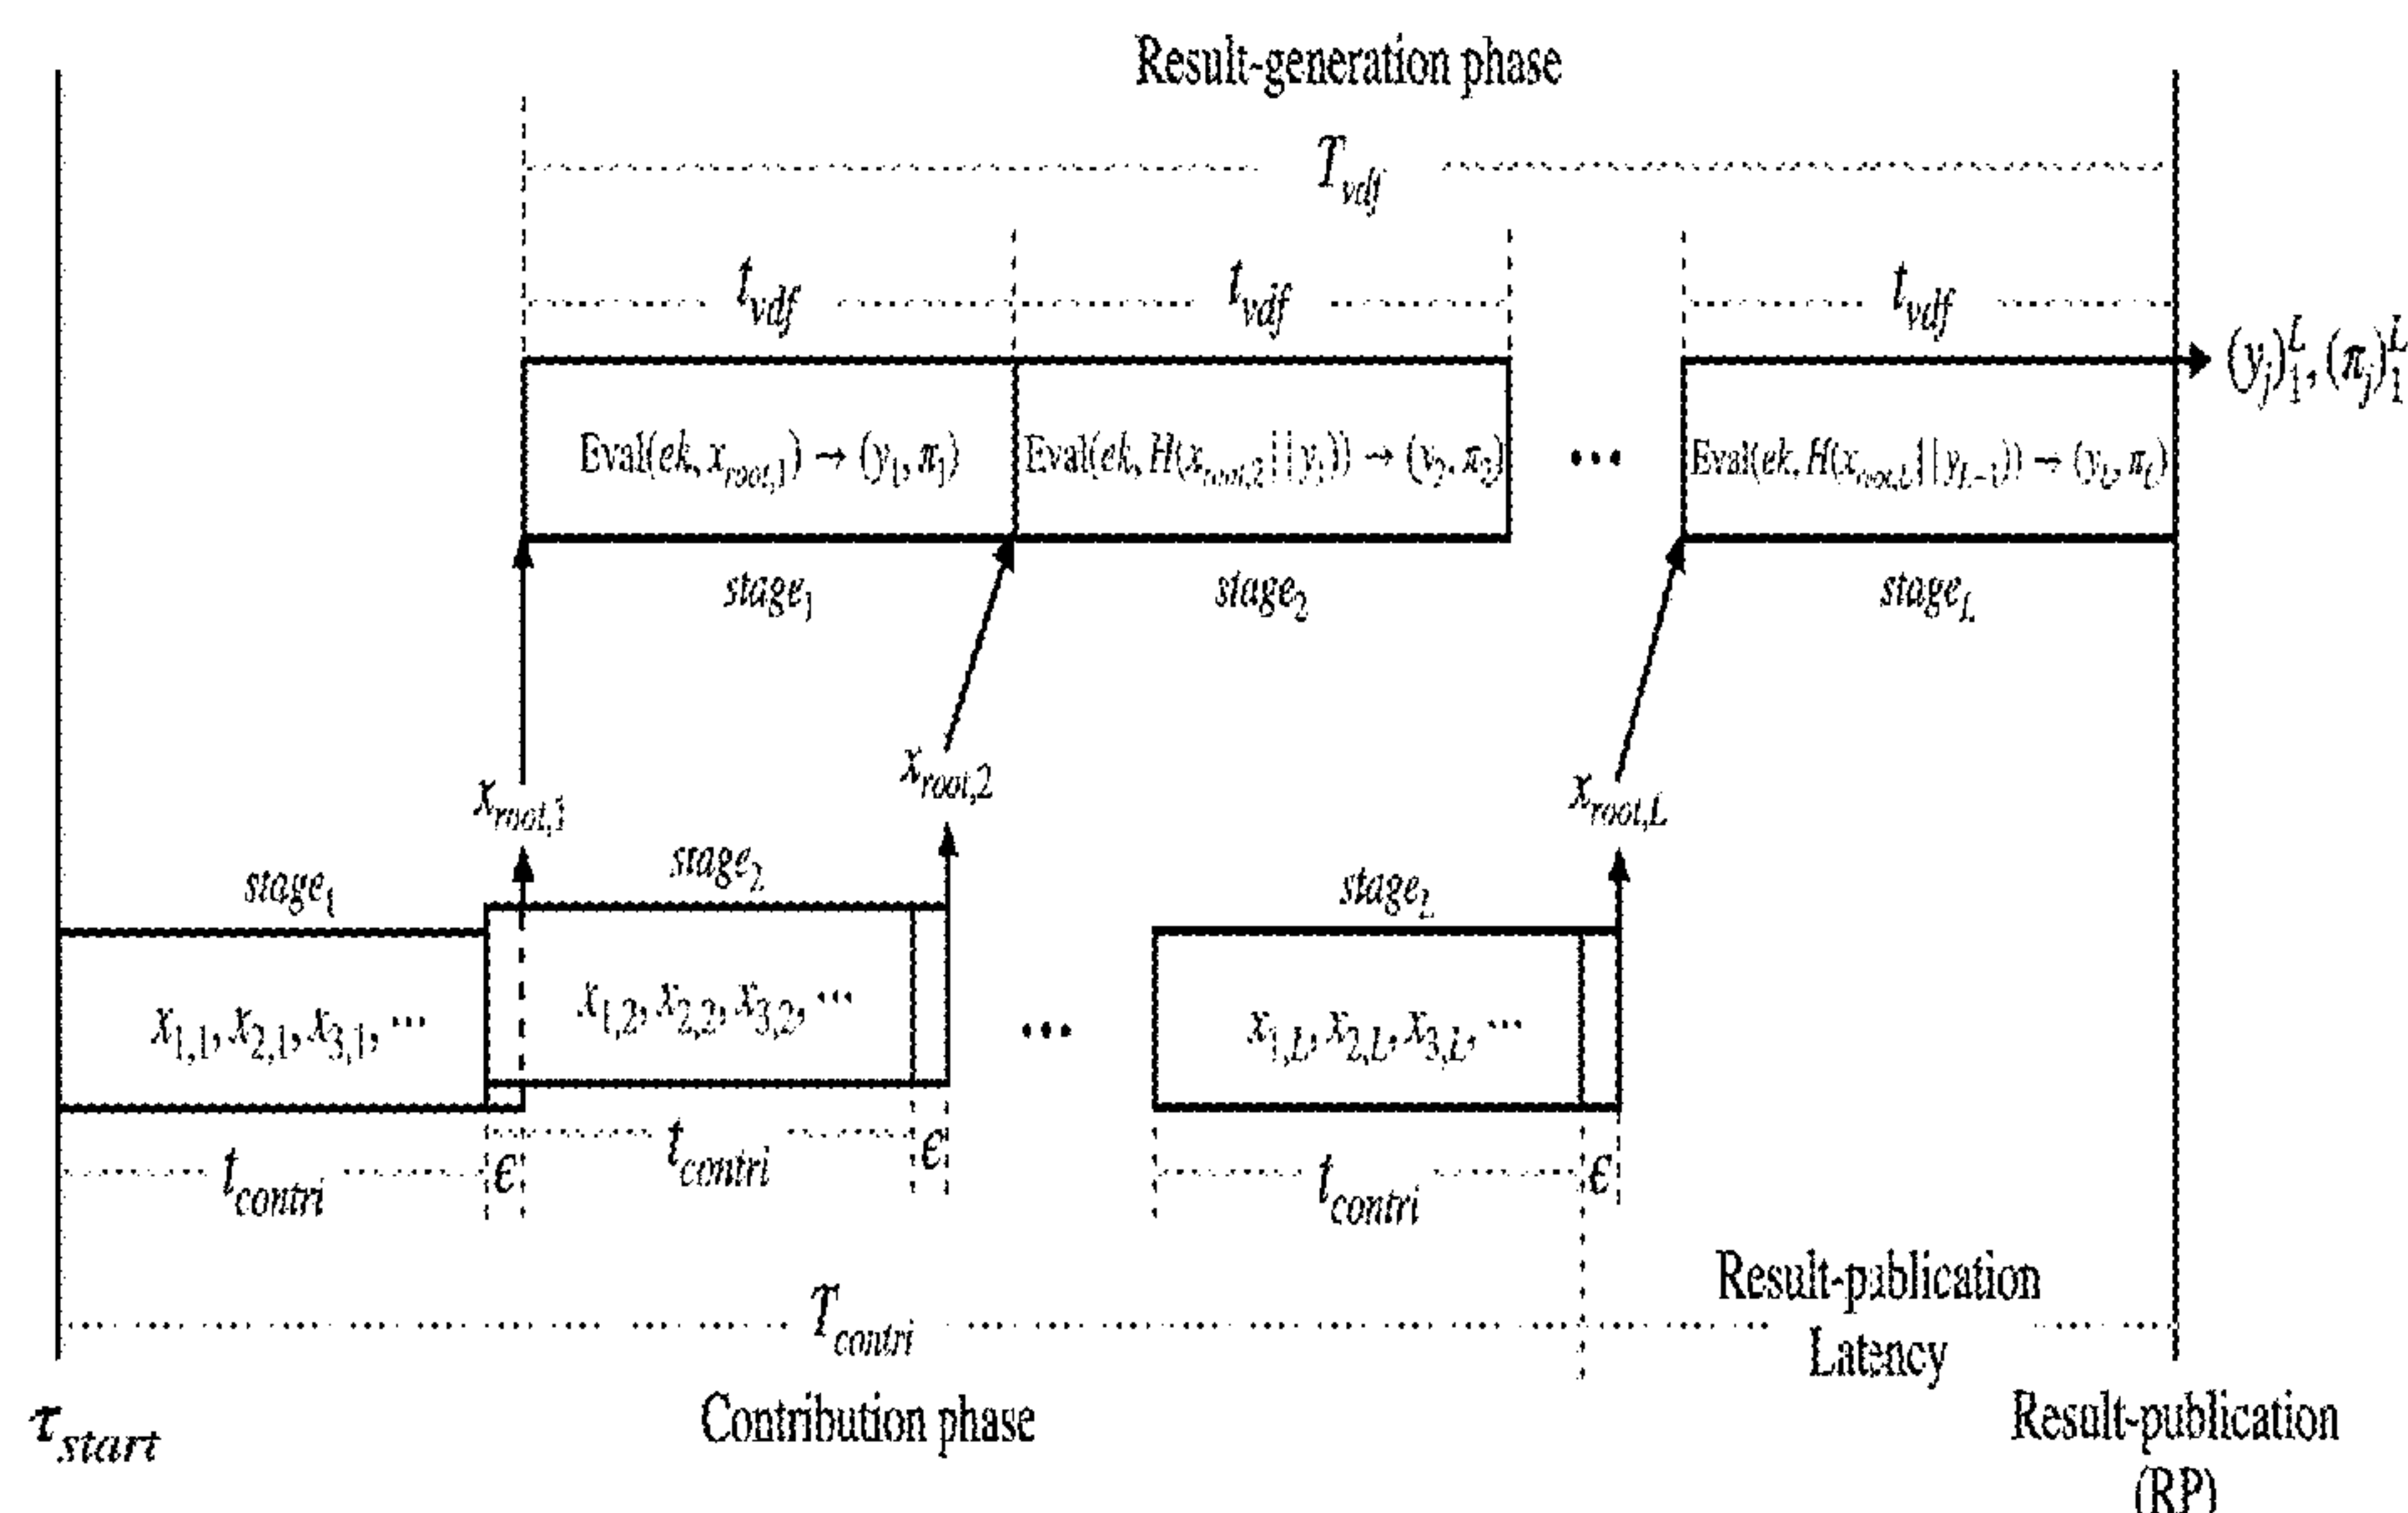 Result-generation phase
T_vdf
t_vdf t_vdf t_vdf
(y_j)_1^L, (π_j)_1^L
Eval(ek, x_root,1) → (y_1, π_1) Eval(ek, H(x_root,2||y_1)) → (y_2, π_2) ... Eval(ek, H(x_root,L||y_L-1)) → (y_L, π_L)
stage_1 stage_2 stage_L
x_root,1 x_root,2 x_root,L
stage_1 stage_2 stage_L
x_1,1, x_2,1, x_3,1, ... x_1,2, x_2,2, x_3,2, ... ... x_1,L, x_2,L, x_3,L, ...
t_contri ϵ t_contri ϵ t_contri ϵ
T_contri
Result-publication
Latency
τ_start
Contribution phase
Result-publication
(RP)